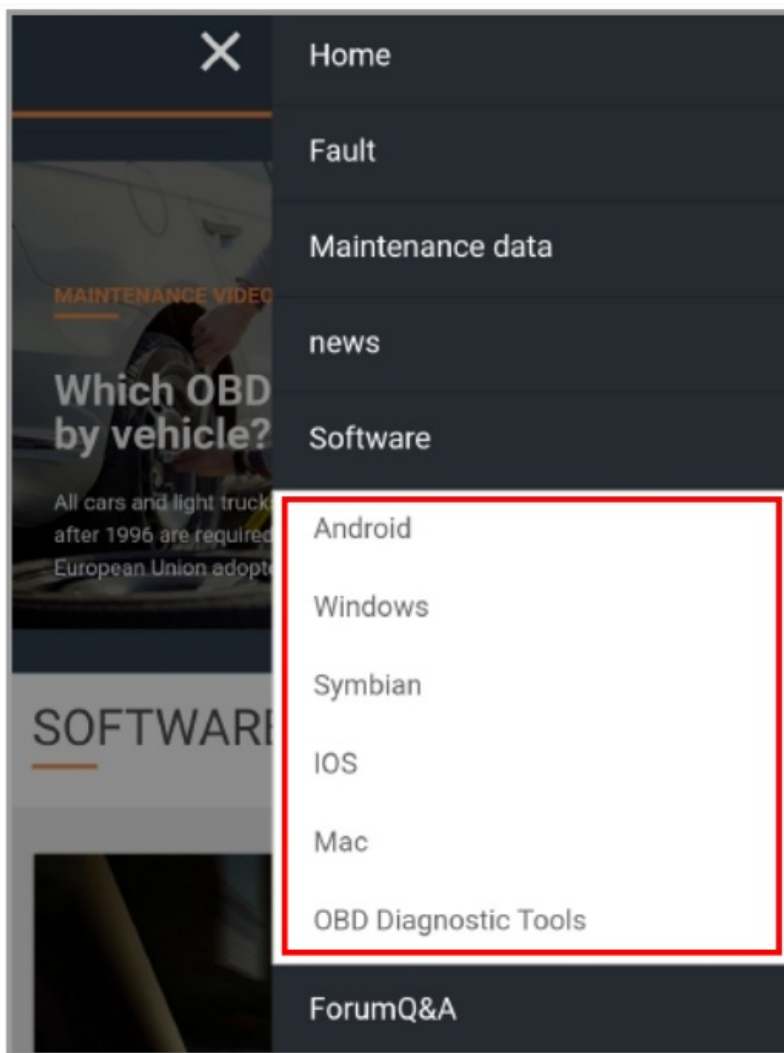 Home
Fault
Maintenance data
news
Software
Android
Windows
Symbian
IOS
Mac
OBD Diagnostic Tools
ForumQ&A
MAINTENANCE VIDEO
Which OBD
by vehicle?
All cars and light truck
after 1996 are required
European Union adopt
SOFTWARE